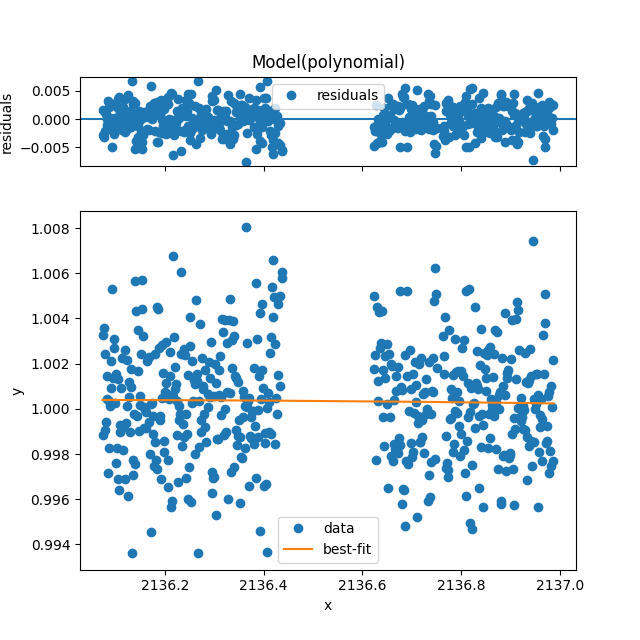 Model(polynomial)
residuals
0.005
0.000
−0.005
residuals
y
1.008
1.006
1.004
1.002
1.000
0.998
0.996
0.994
data
best-fit
2136.2 2136.4 2136.6 2136.8 2137.0
x